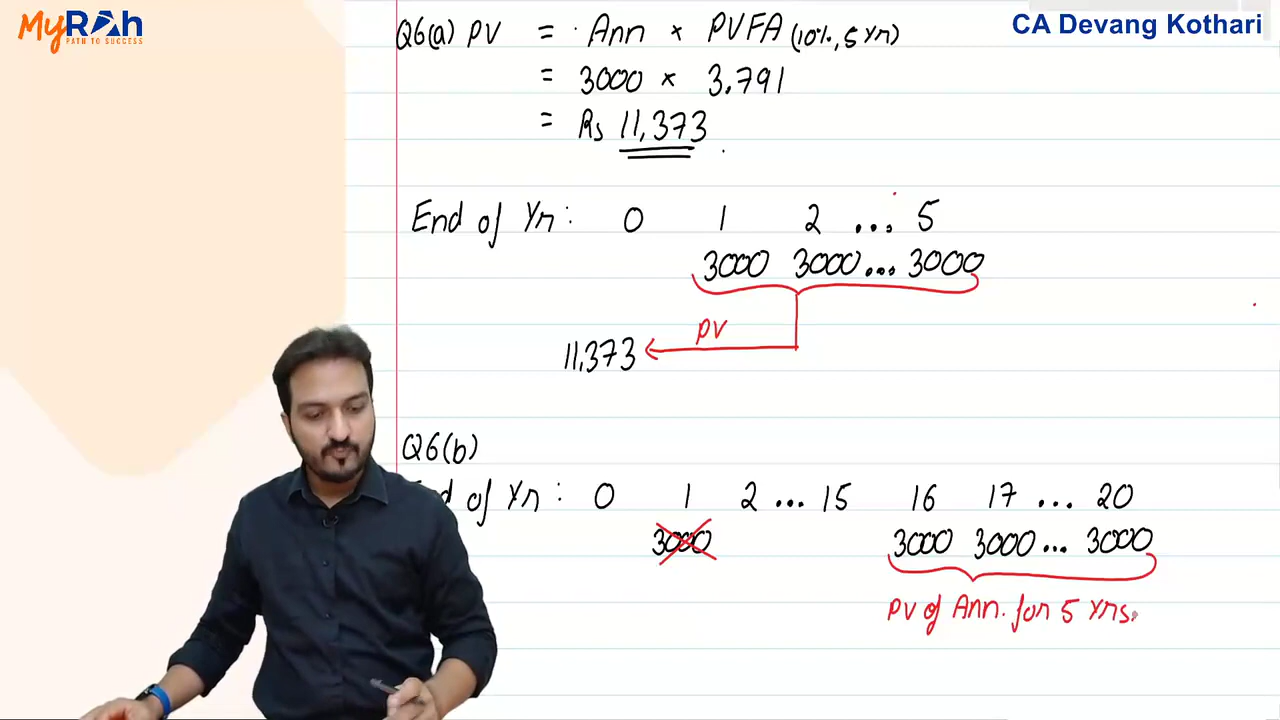 MyRah
PATH TO SUCCESS
CA Devang Kothari
Q6(a) PV = Ann × PVFA (10%, 5 Yr)
= 3000 × 3.791
= Rs 11,373
End of Yr: 0 1 2 ... 5
3000 3000 ... 3000
PV
11,373
Q6(b)
of Yr: 0 1 2 ... 15 16 17 ... 20
3000 3000 3000 ... 3000
PV of Ann. for 5 Yrs.